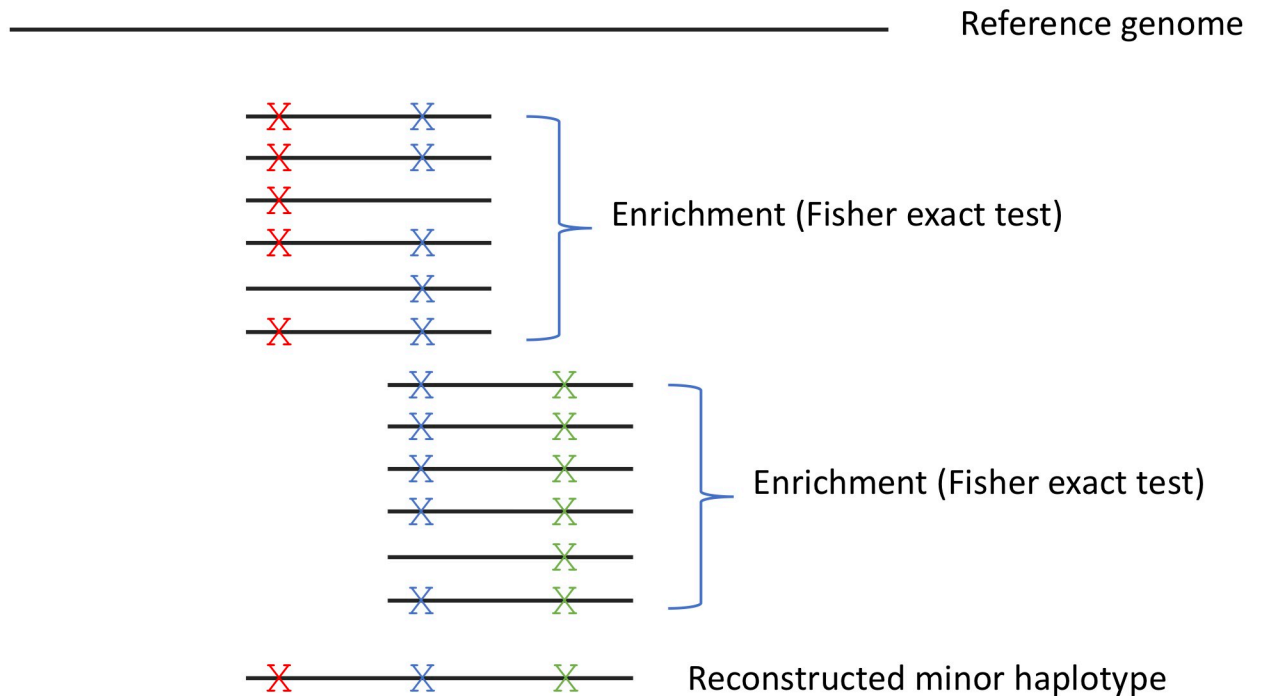 Reference genome
X X
X X
X
X X
X
X X
Enrichment (Fisher exact test)
X X
X X
X X
X X
X
X X
Enrichment (Fisher exact test)
X X X
Reconstructed minor haplotype